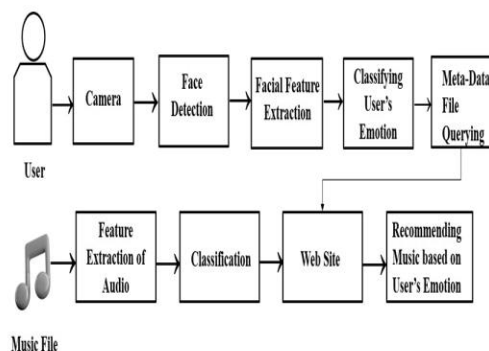 User
Camera
Face
Detection
Facial Feature
Extraction
Classifying
User's
Emotion
Meta-Data
File
Querying
Music File
Feature
Extraction of
Audio
Classification
Web Site
Recommending
Music based on
User's Emotion